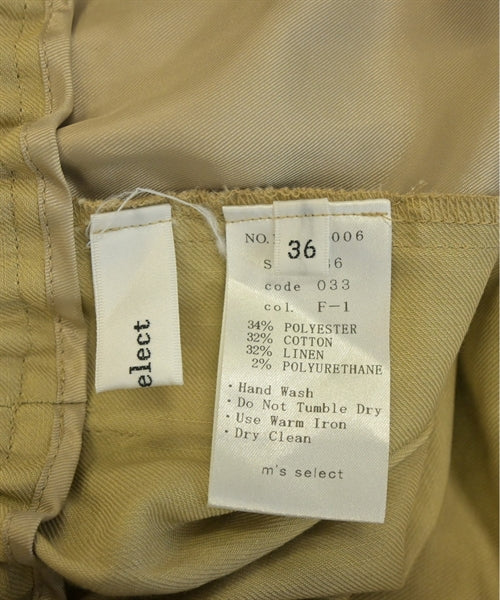 elect
36
NO. 006
S 36
code 033
col. F-1
34% POLYESTER
32% COTTON
32% LINEN
2% POLYURETHANE
· Hand Wash
· Do Not Tumble Dry
· Use Warm Iron
· Dry Clean
m's select